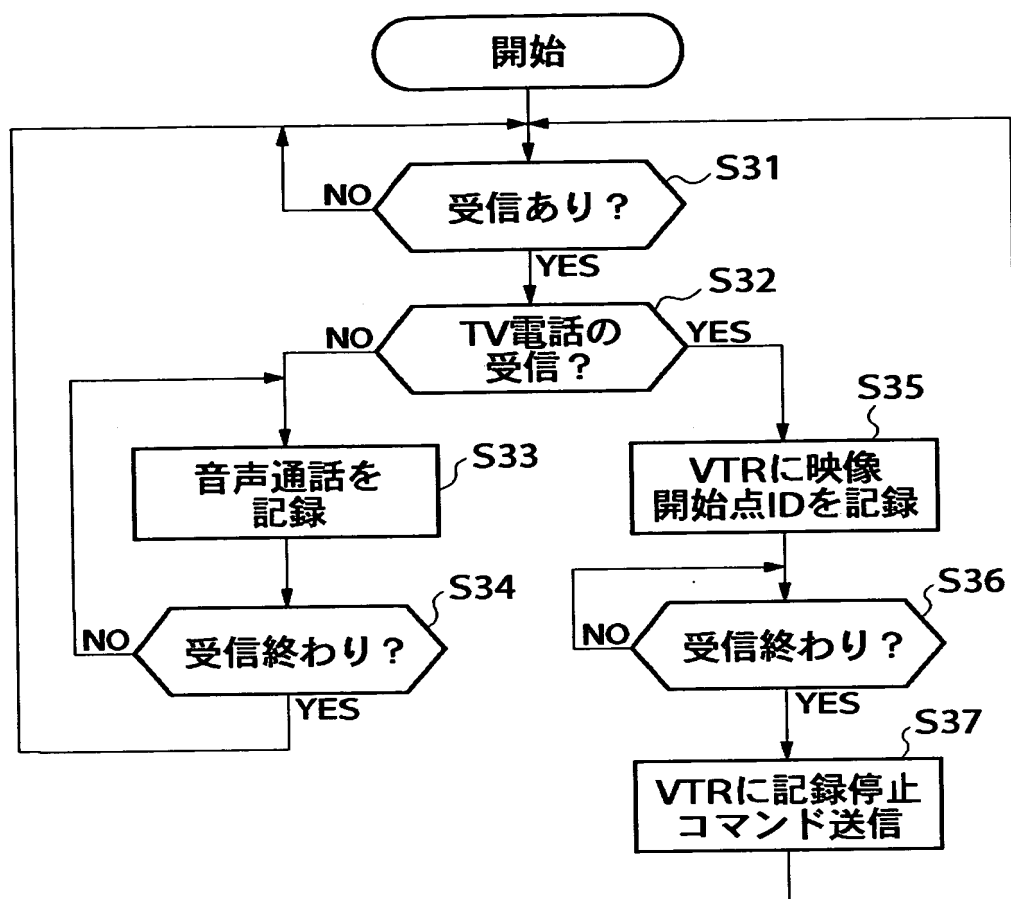 開始
S31
受信あり?
NO
YES
S32
TV電話の
受信?
NO
YES
S33
音声通話を
記録
S35
VTRに映像
開始点IDを記録
S34
受信終わり?
NO
YES
S36
受信終わり?
NO
YES
S37
VTRに記録停止
コマンド送信